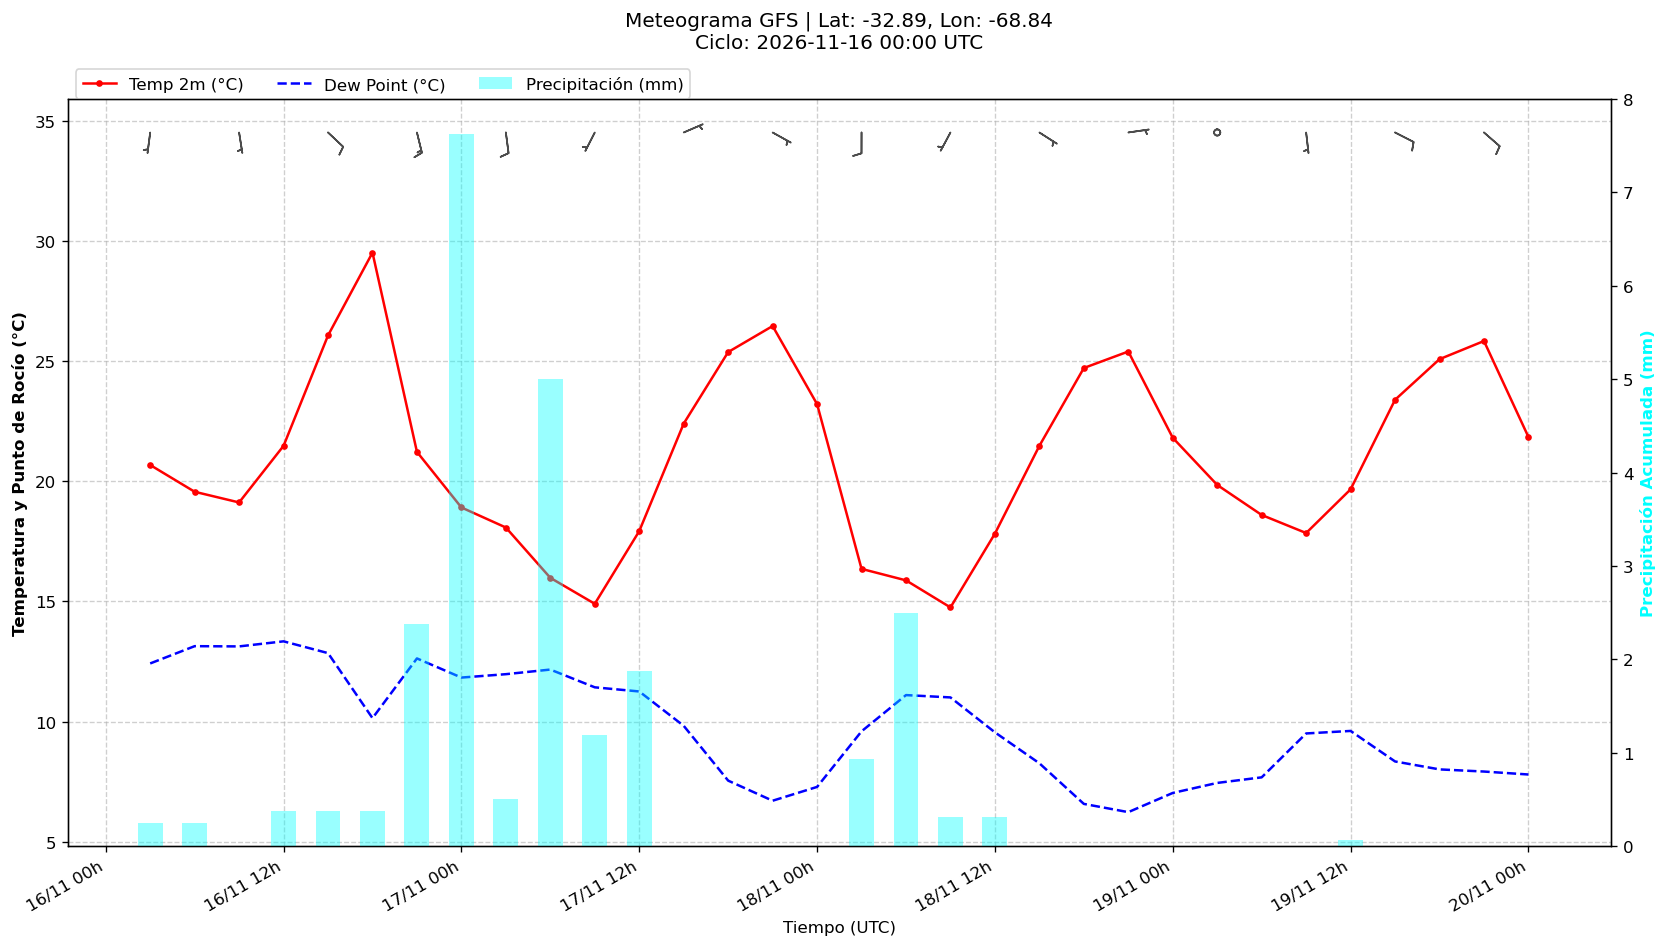 Meteograma GFS | Lat: -32.89, Lon: -68.84
Ciclo: 2026-11-16 00:00 UTC
Temp 2m (°C)
Dew Point (°C)
Precipitación (mm)
Temperatura y Punto de Rocío (°C)
35
30
25
20
15
10
5
8
7
6
5
4
3
2
1
0
Precipitación Acumulada (mm)
16/11 00h
16/11 12h
17/11 00h
17/11 12h
18/11 00h
18/11 12h
19/11 00h
19/11 12h
20/11 00h
Tiempo (UTC)